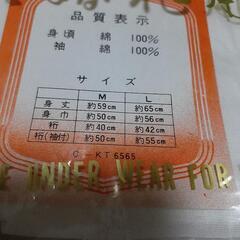 品質表示
身頃 綿 100%
袖 綿 100%
サイズ
M L
身丈 約59cm 約65cm
身巾 約50cm 約56cm
裄 約40cm 約42cm
裄(袖付) 約50cm 約55cm
C - KT6565
UNDER WEAR FOR